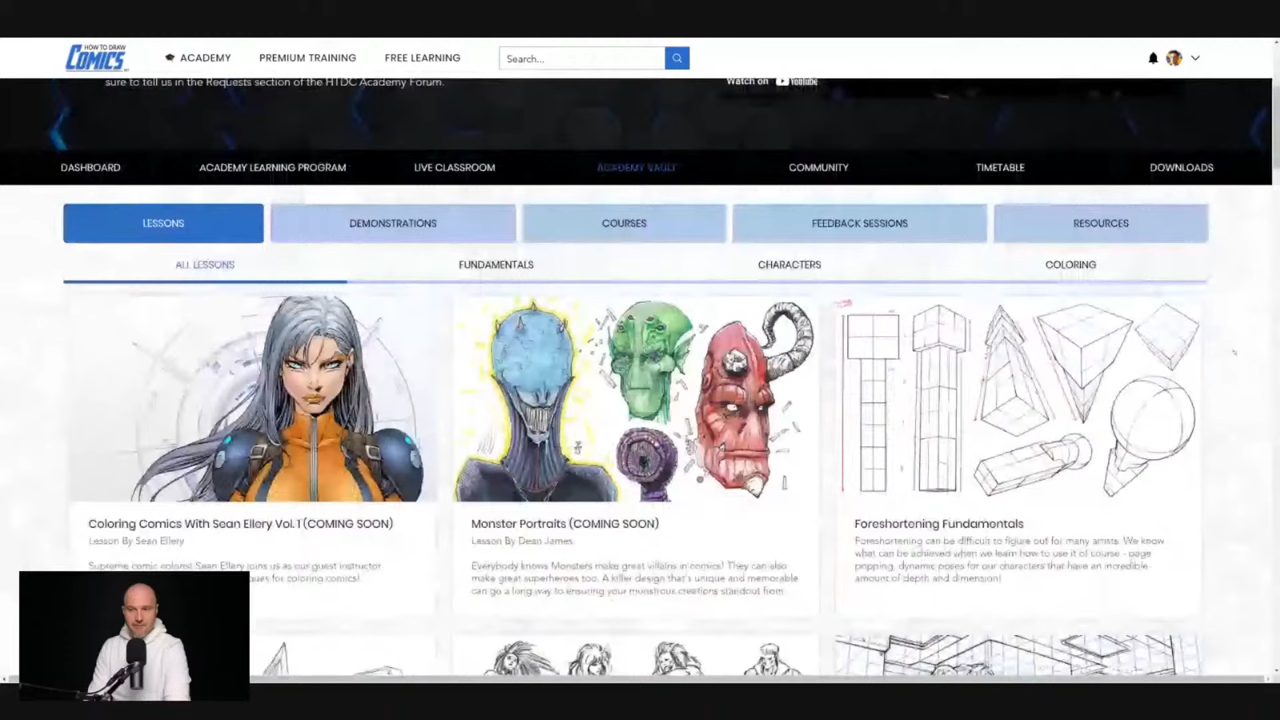 HOW TO DRAW
COMICS
ACADEMY
PREMIUM TRAINING
FREE LEARNING
Search...
sure to tell us in the Requests section of the HTDC Academy Forum.
Watch on YouTube
DASHBOARD
ACADEMY LEARNING PROGRAM
LIVE CLASSROOM
ACADEMY VAULT
COMMUNITY
TIMETABLE
DOWNLOADS
LESSONS
DEMONSTRATIONS
COURSES
FEEDBACK SESSIONS
RESOURCES
ALL LESSONS
FUNDAMENTALS
CHARACTERS
COLORING
Coloring Comics With Sean Ellery Vol. 1 (COMING SOON)
Lesson By Sean Ellery
Supreme comic colorist Sean Ellery joins us as our guest instructor
ques for coloring comics!
Monster Portraits (COMING SOON)
Lesson By Dean James
Everybody knows Monsters make great villains in comics! They can also
make great superheroes too. A killer design that's unique and memorable
can go a long way to ensuring your monstrous creations standout from
Foreshortening Fundamentals
Foreshortening can be difficult to figure out for many artists. We know
what can be achieved when we learn how to use it of course - page
popping, dynamic poses for our characters that have an incredible
amount of depth and dimension!